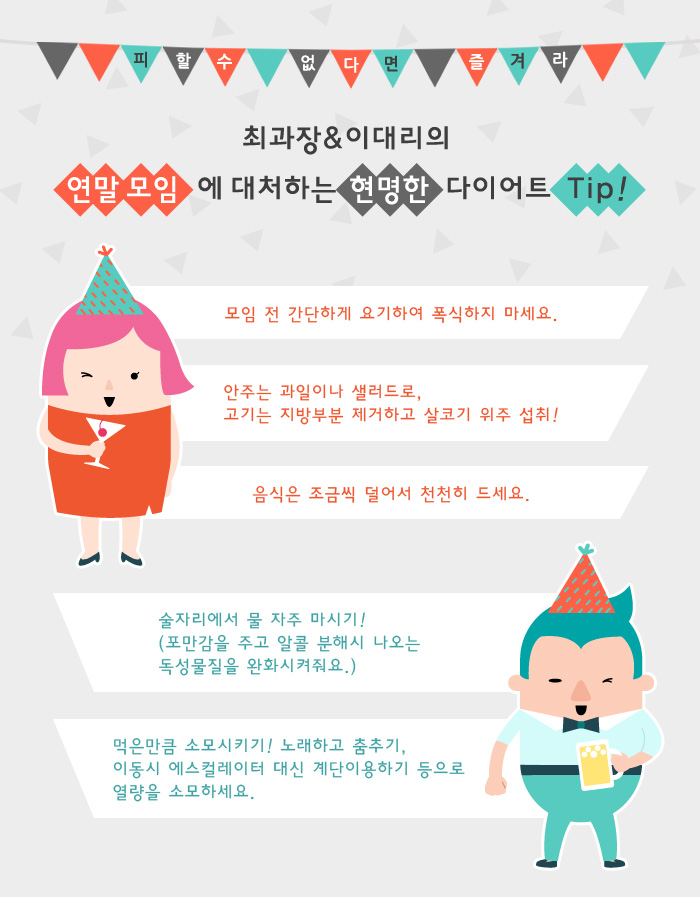 피할수 없다면 즐겨라
최과장&이대리의
연말 모임에 대처하는 현명한 다이어트 Tip!
모임 전 간단하게 요기하여 폭식하지 마세요.
안주는 과일이나 샐러드로,
고기는 지방부분 제거하고 살코기 위주 섭취!
음식은 조금씩 덜어서 천천히 드세요.
술자리에서 물 자주 마시기!
(포만감을 주고 알콜 분해시 나오는
독성물질을 완화시켜줘요.)
먹은만큼 소모시키기! 노래하고 춤추기,
이동시 에스컬레이터 대신 계단이용하기 등으로
열량을 소모하세요.